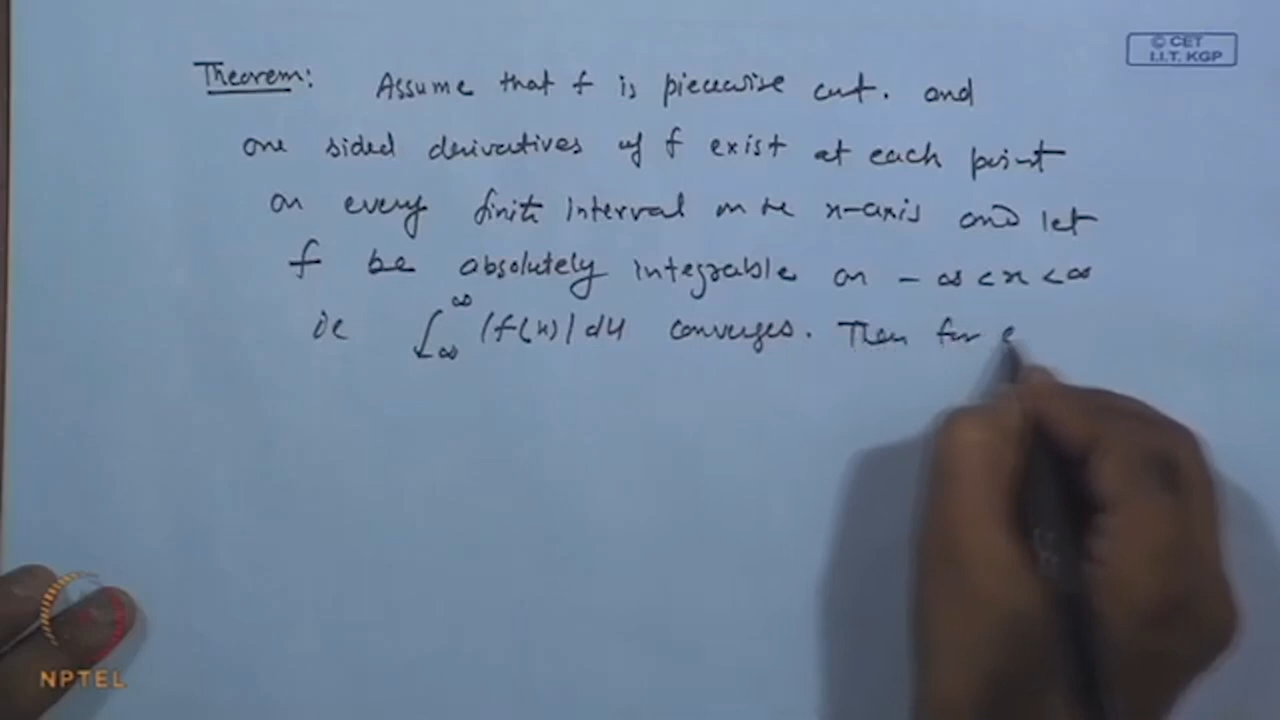 © CET
I.I.T. KGP
Theorem: Assume that f is piecewise cnt. and
one sided derivatives of f exist at each point
on every finite interval on the x-axis and let
f be absolutely integrable on -∞ < x < ∞
ie ∫_{-∞}^{∞} |f(x)| dx converges. Then for e
NPTEL